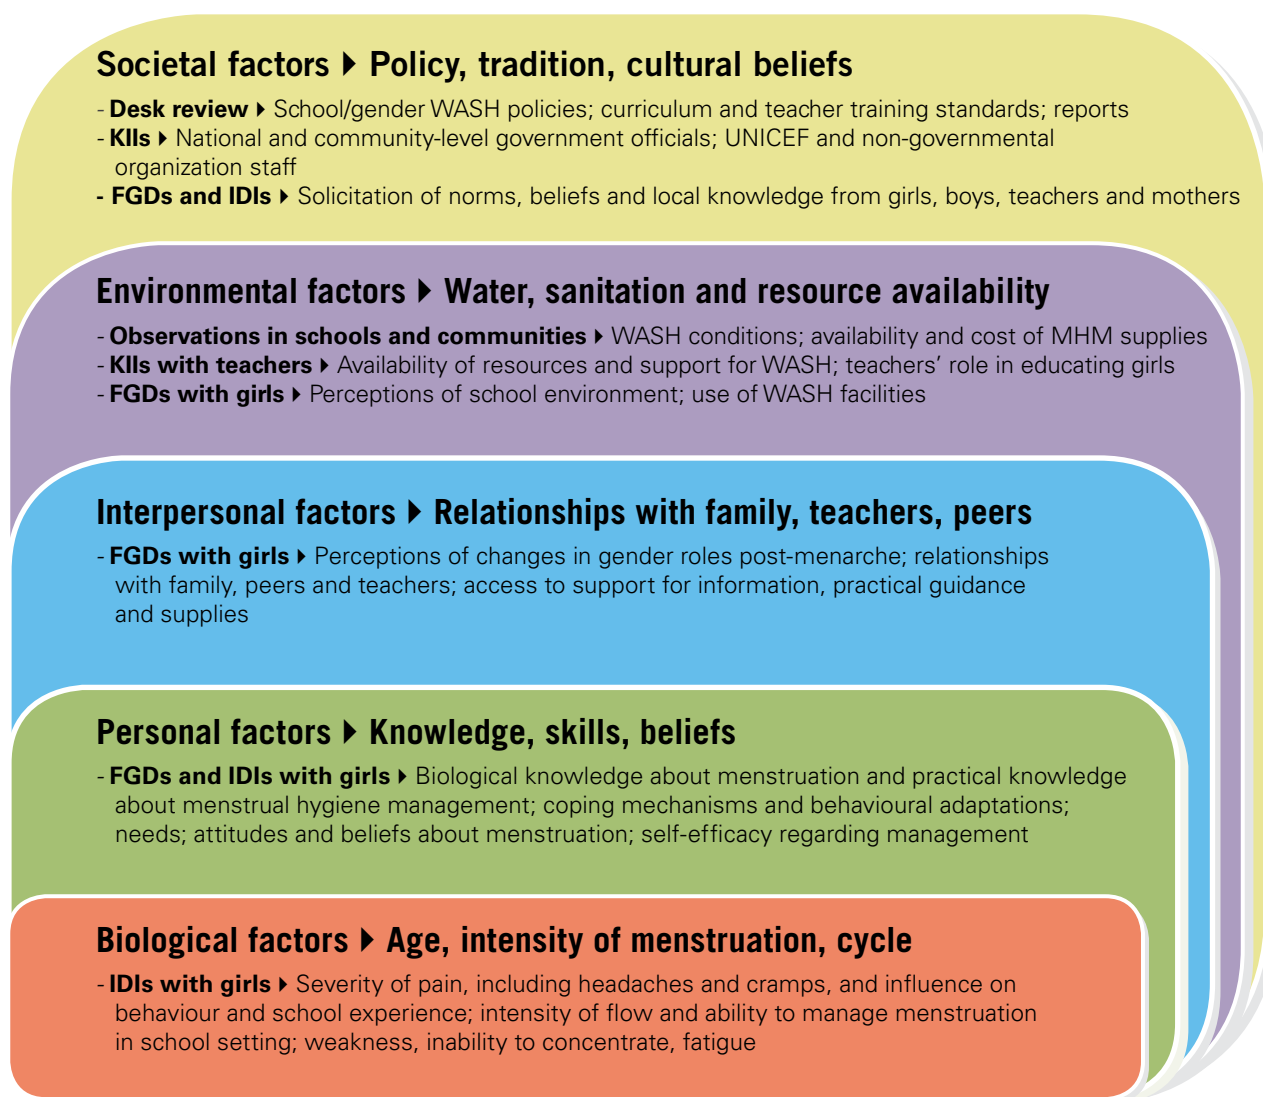 Societal factors ▸ Policy, tradition, cultural beliefs
- Desk review ▸ School/gender WASH policies; curriculum and teacher training standards; reports
- KIIs ▸ National and community-level government officials; UNICEF and non-governmental
organization staff
- FGDs and IDIs ▸ Solicitation of norms, beliefs and local knowledge from girls, boys, teachers and mothers
Environmental factors ▸ Water, sanitation and resource availability
- Observations in schools and communities ▸ WASH conditions; availability and cost of MHM supplies
- KIIs with teachers ▸ Availability of resources and support for WASH; teachers’ role in educating girls
- FGDs with girls ▸ Perceptions of school environment; use of WASH facilities
Interpersonal factors ▸ Relationships with family, teachers, peers
- FGDs with girls ▸ Perceptions of changes in gender roles post-menarche; relationships
with family, peers and teachers; access to support for information, practical guidance
and supplies
Personal factors ▸ Knowledge, skills, beliefs
- FGDs and IDIs with girls ▸ Biological knowledge about menstruation and practical knowledge
about menstrual hygiene management; coping mechanisms and behavioural adaptations;
needs; attitudes and beliefs about menstruation; self-efficacy regarding management
Biological factors ▸ Age, intensity of menstruation, cycle
- IDIs with girls ▸ Severity of pain, including headaches and cramps, and influence on
behaviour and school experience; intensity of flow and ability to manage menstruation
in school setting; weakness, inability to concentrate, fatigue